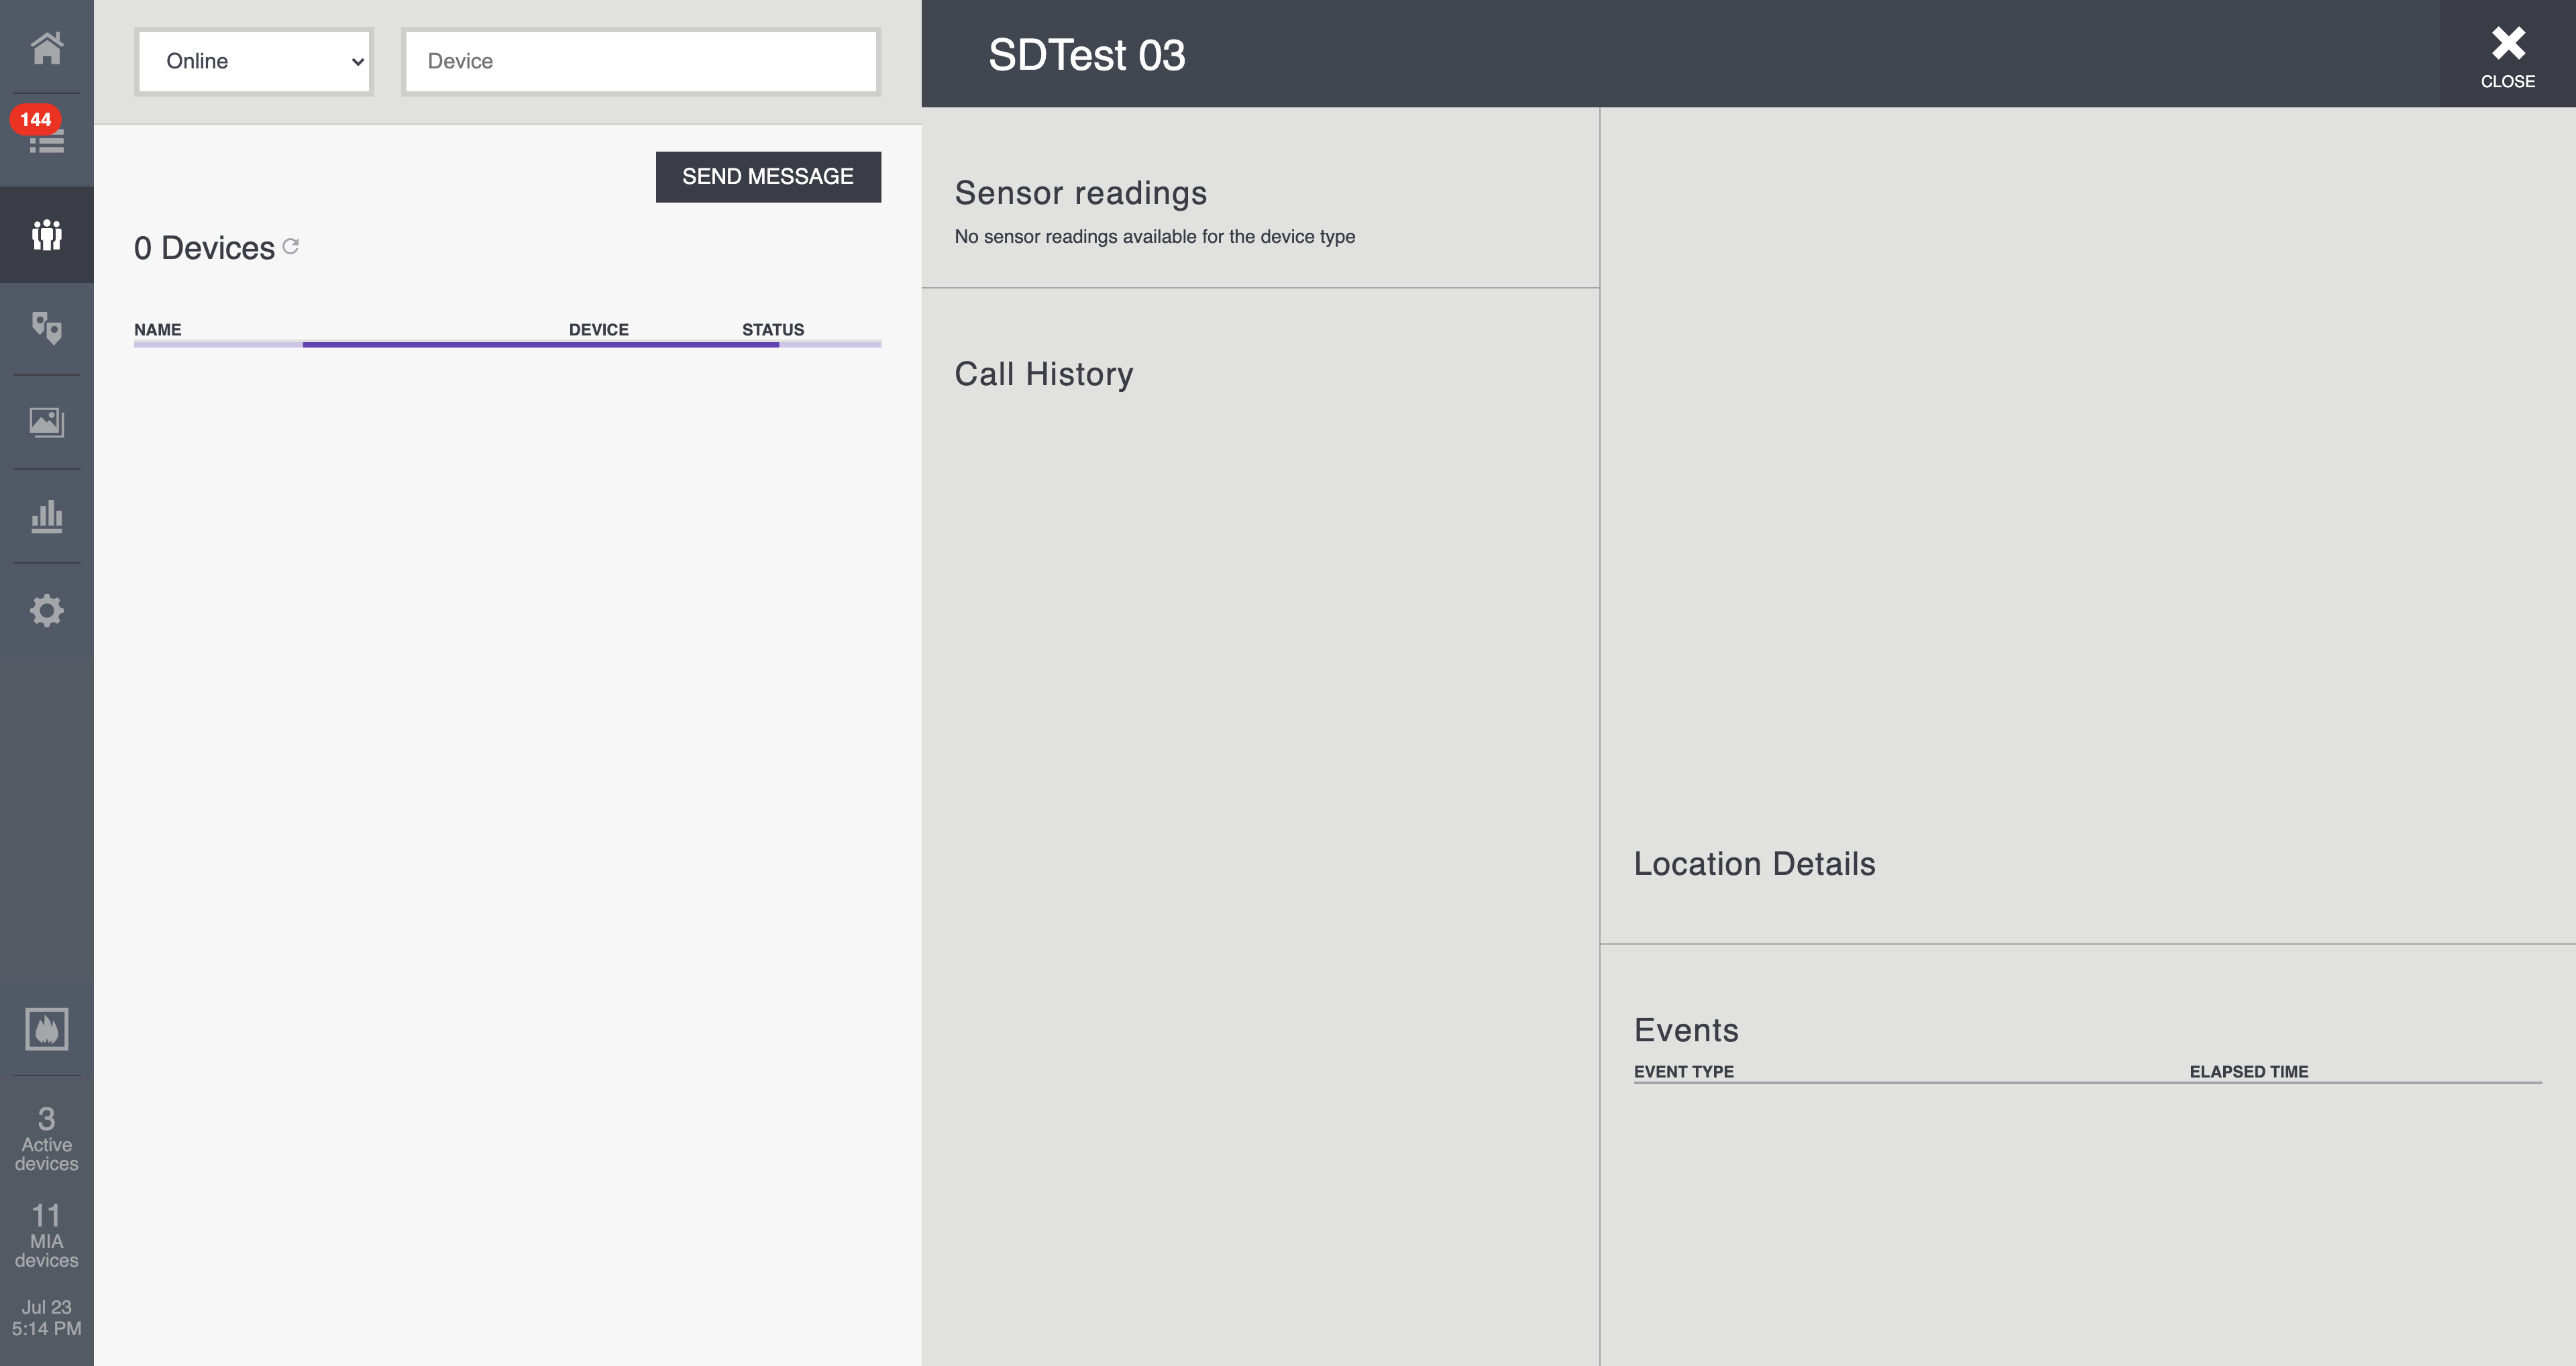 144
3
Active
devices
11
MIA
devices
Jul 23
5:14 PM
Online
Device
SEND MESSAGE
0 Devices
NAME DEVICE STATUS
SDTest 03
CLOSE
Sensor readings
No sensor readings available for the device type
Call History
Location Details
Events
EVENT TYPE ELAPSED TIME